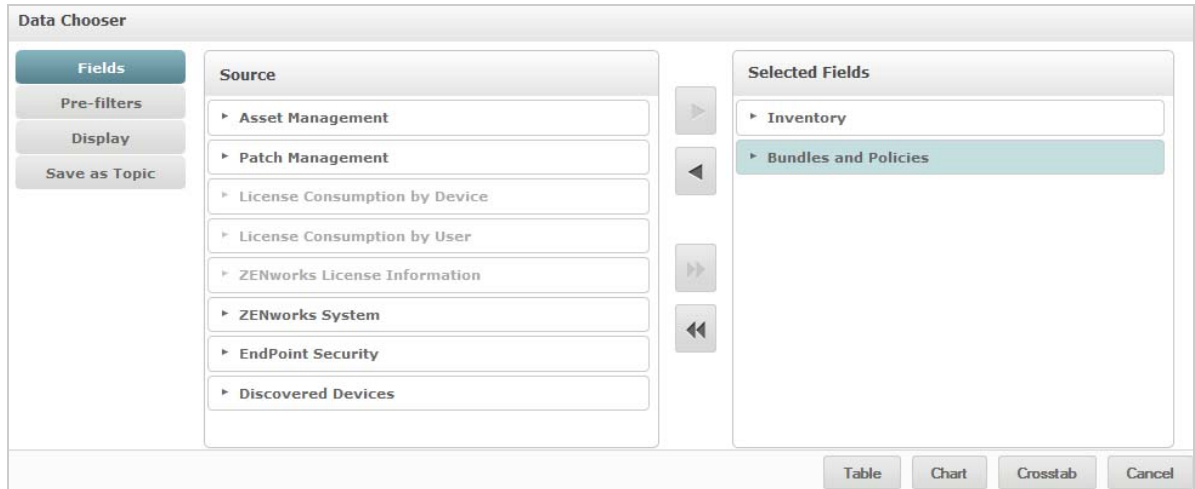 Data Chooser
Fields
Pre-filters
Display
Save as Topic
Source
Asset Management
Patch Management
License Consumption by Device
License Consumption by User
ZENworks License Information
ZENworks System
EndPoint Security
Discovered Devices
Selected Fields
Inventory
Bundles and Policies
Table
Chart
Crosstab
Cancel